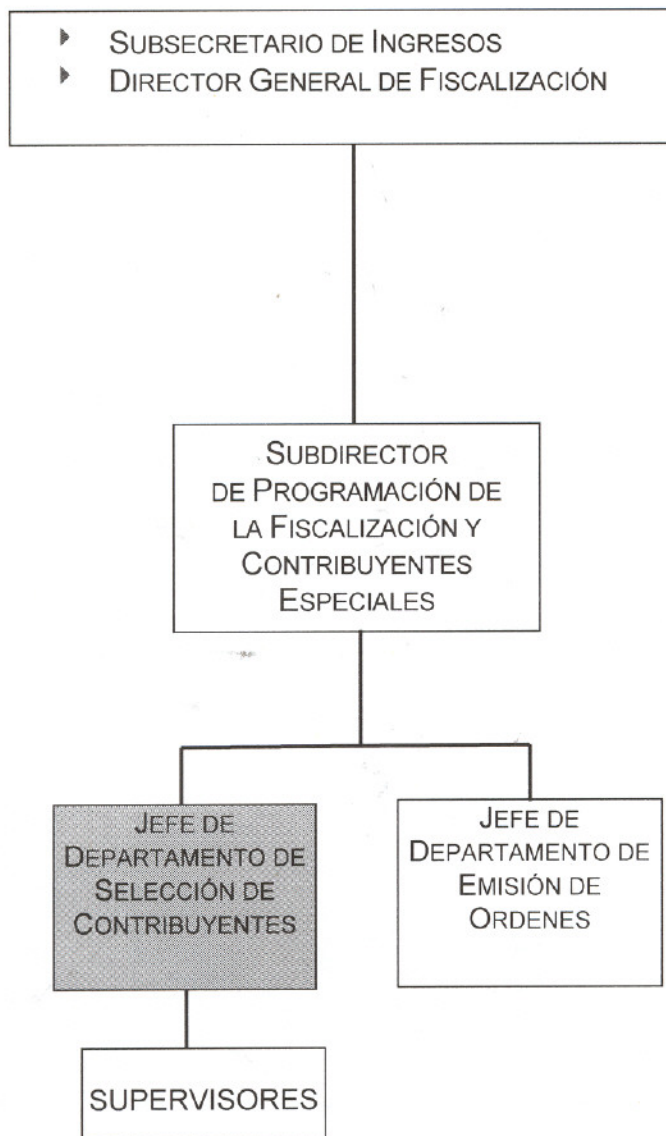 SUBSECRETARIO DE INGRESOS
DIRECTOR GENERAL DE FISCALIZACIÓN
SUBDIRECTOR
DE PROGRAMACIÓN DE
LA FISCALIZACIÓN Y
CONTRIBUYENTES
ESPECIALES
JEFE DE
DEPARTAMENTO DE
SELECCIÓN DE
CONTRIBUYENTES
JEFE DE
DEPARTAMENTO DE
EMISIÓN DE
ORDENES
SUPERVISORES